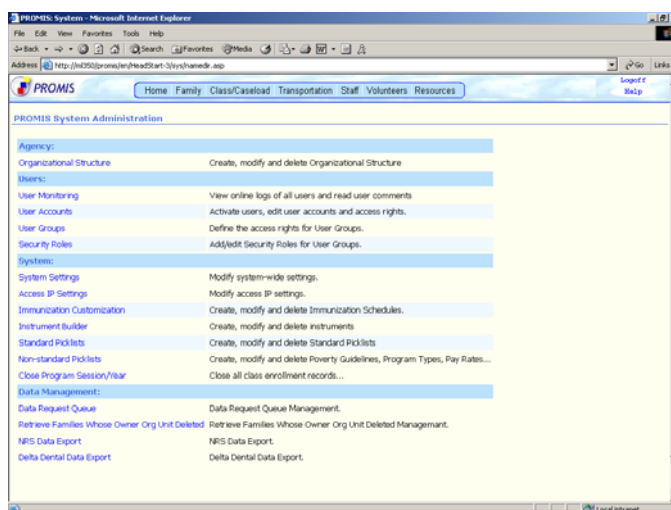 PROMIS: System - Microsoft Internet Explorer
File Edit View Favorites Tools Help
Back Search Favorites Media
Address http://ml350/promis/en/HeadStart-3/sys/namedir.asp Go Links
PROMIS Home Family Class/Caseload Transportation Staff Volunteers Resources Logoff
Help
PROMIS System Administration
Agency:
Organizational Structure Create, modify and delete Organizational Structure
Users:
User Monitoring View online logs of all users and read user comments
User Accounts Activate users, edit user accounts and access rights.
User Groups Define the access rights for User Groups.
Security Roles Add/edit Security Roles for User Groups.
System:
System Settings Modify system-wide settings.
Access IP Settings Modify access IP settings.
Immunization Customization Create, modify and delete Immunization Schedules.
Instrument Builder Create, modify and delete instruments
Standard Picklists Create, modify and delete Standard Picklists
Non-standard Picklists Create, modify and delete Poverty Guidelines, Program Types, Pay Rates...
Close Program Session/Year Close all class enrollment records...
Data Management:
Data Request Queue Data Request Queue Management.
Retrieve Families Whose Owner Org Unit Deleted Retrieve Families Whose Owner Org Unit Deleted Managemant.
NRS Data Export NRS Data Export.
Delta Dental Data Export Delta Dental Data Export.
Local intranet